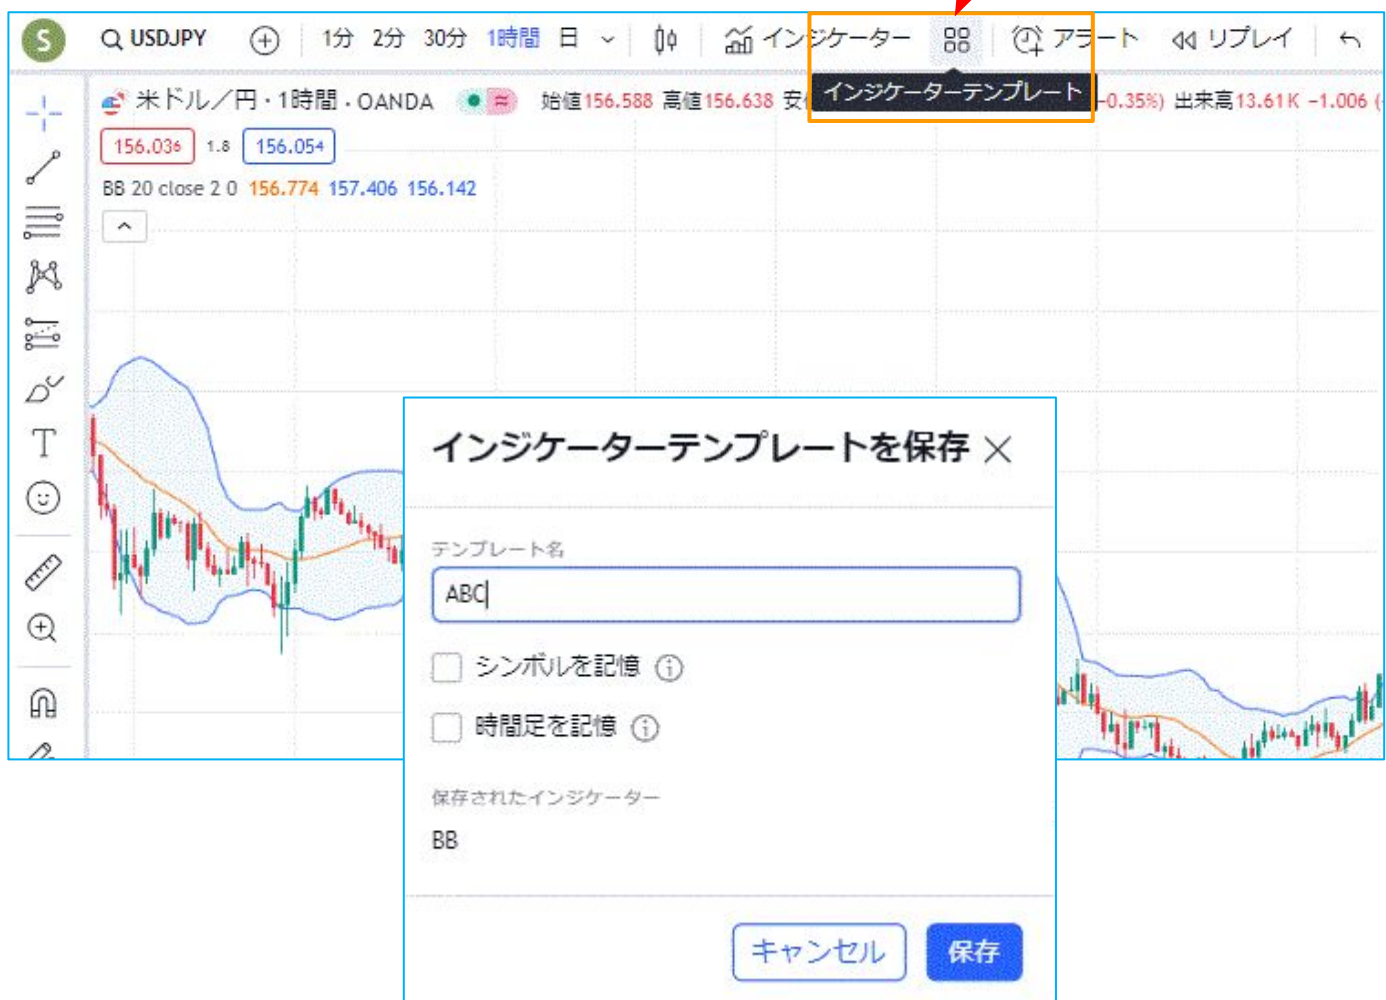 S USDJPY 1分 2分 30分 1時間 日 インジケーター アラート リプレイ
インジケーターテンプレート
米ドル／円・1時間・OANDA 始値156.588 高値156.638 安 -0.35%) 出来高13.61K -1.006 (
156.036 1.8 156.054
BB 20 close 2 0 156.774 157.406 156.142
T
インジケーターテンプレートを保存
テンプレート名
ABC
シンボルを記憶
時間足を記憶
保存されたインジケーター
BB
キャンセル 保存